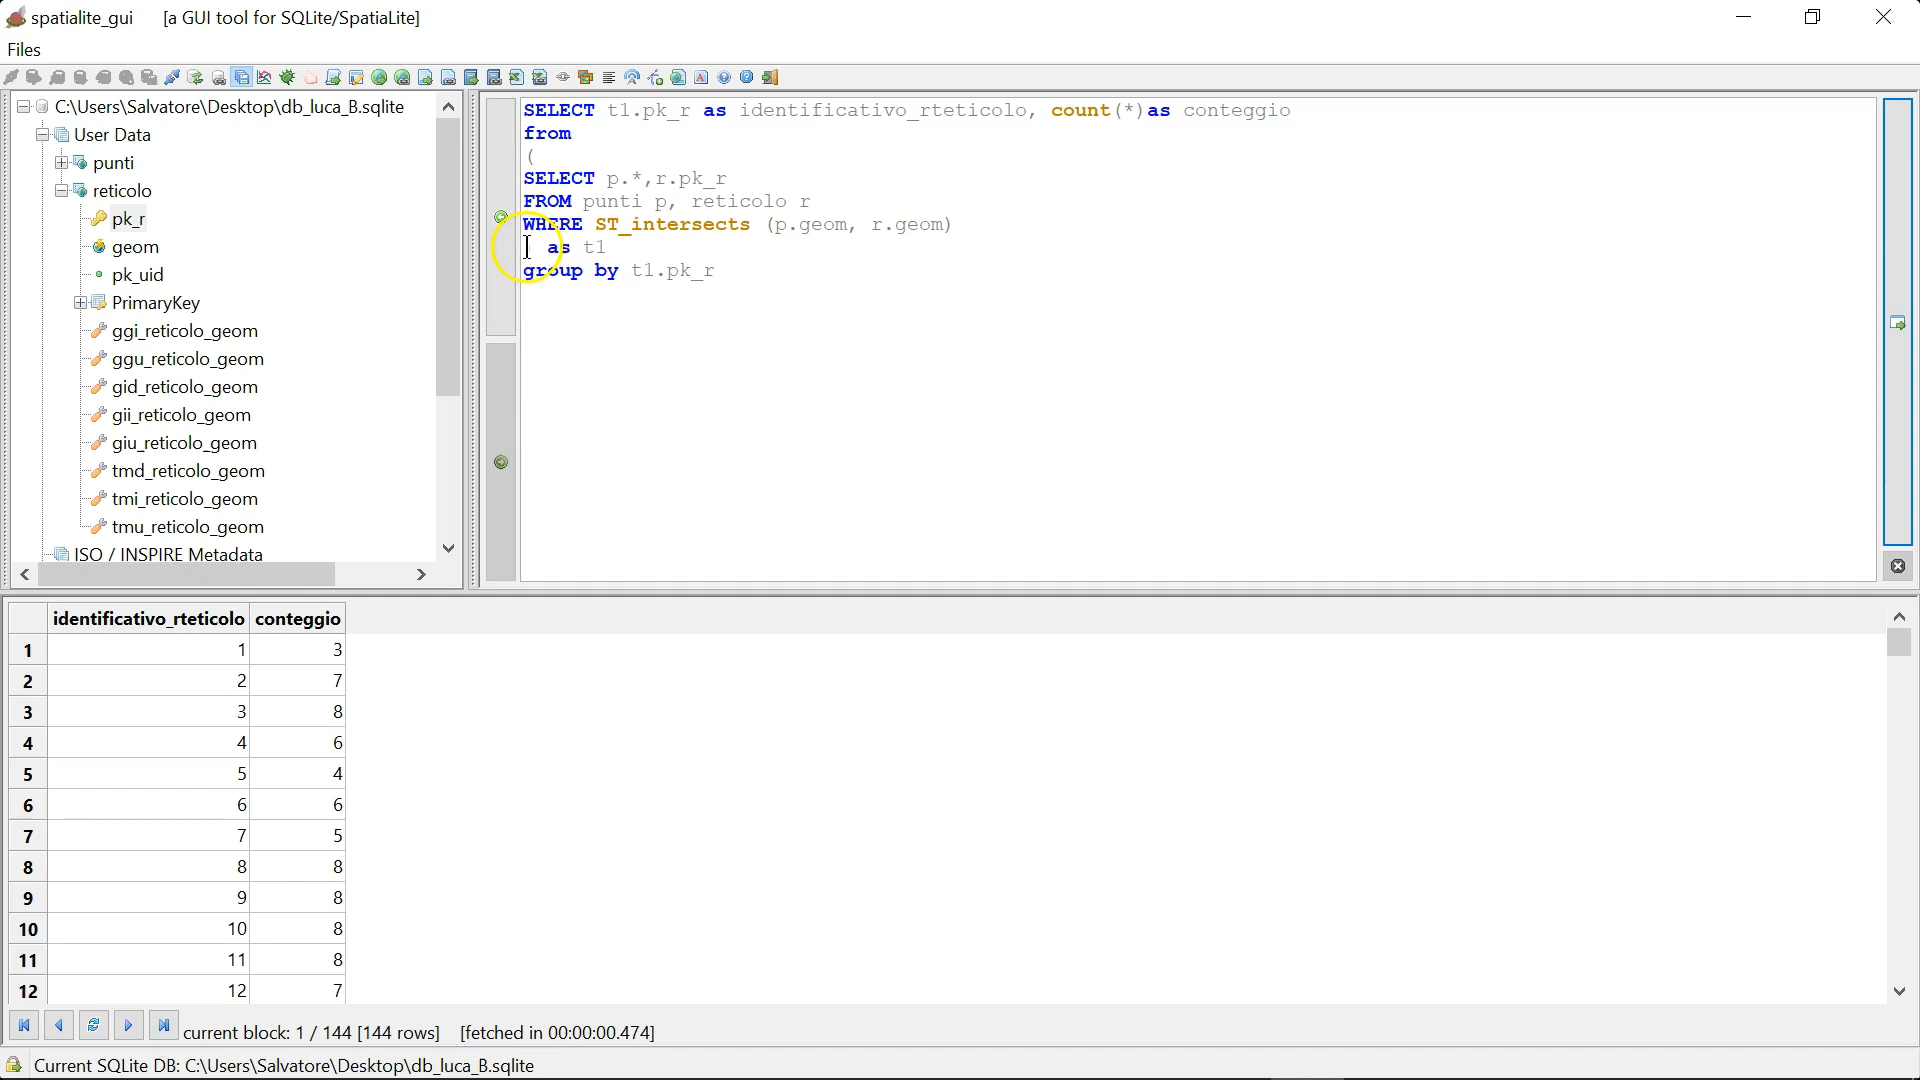 spatialite_gui [a GUI tool for SQLite/SpatiaLite]
Files
C:\Users\Salvatore\Desktop\db_luca_B.sqlite
User Data
punti
reticolo
pk_r
geom
pk_uid
PrimaryKey
ggi_reticolo_geom
ggu_reticolo_geom
gid_reticolo_geom
gii_reticolo_geom
giu_reticolo_geom
tmd_reticolo_geom
tmi_reticolo_geom
tmu_reticolo_geom
ISO / INSPIRE Metadata
SELECT t1.pk_r as identificativo_rteticolo, count(*)as conteggio
from
(
SELECT p.*,r.pk_r
FROM punti p, reticolo r
WHERE ST_intersects (p.geom, r.geom)
as t1
group by t1.pk_r
identificativo_rteticolo conteggio
1 1 3
2 2 7
3 3 8
4 4 6
5 5 4
6 6 6
7 7 5
8 8 8
9 9 8
10 10 8
11 11 8
12 12 7
current block: 1 / 144 [144 rows] [fetched in 00:00:00.474]
Current SQLite DB: C:\Users\Salvatore\Desktop\db_luca_B.sqlite